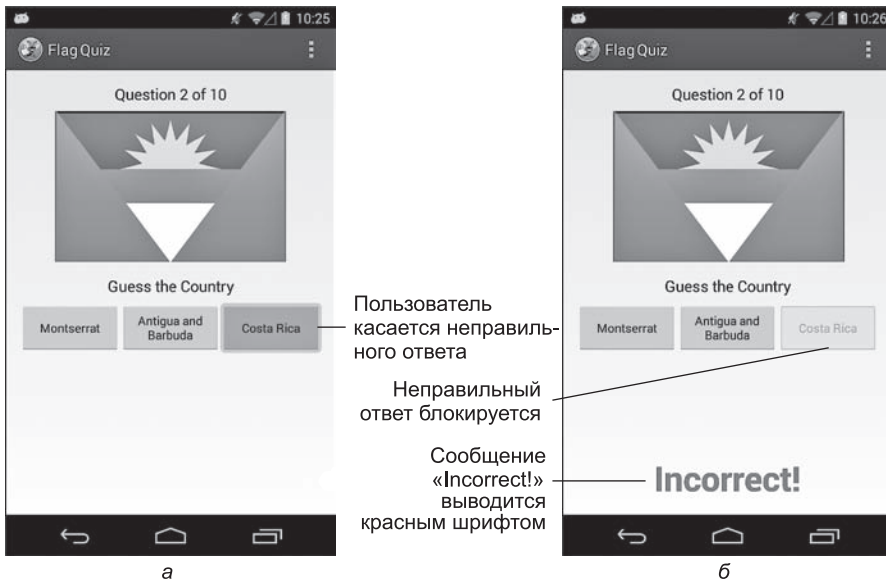 10:25
Flag Quiz
Question 2 of 10
Guess the Country
Montserrat
Antigua and
Barbuda
Costa Rica
Пользователь
касается неправиль-
ного ответа
Неправильный
ответ блокируется
Сообщение
«Incorrect!»
выводится
красным шрифтом
10:26
Flag Quiz
Question 2 of 10
Guess the Country
Montserrat
Antigua and
Barbuda
Costa Rica
Incorrect!
а
б